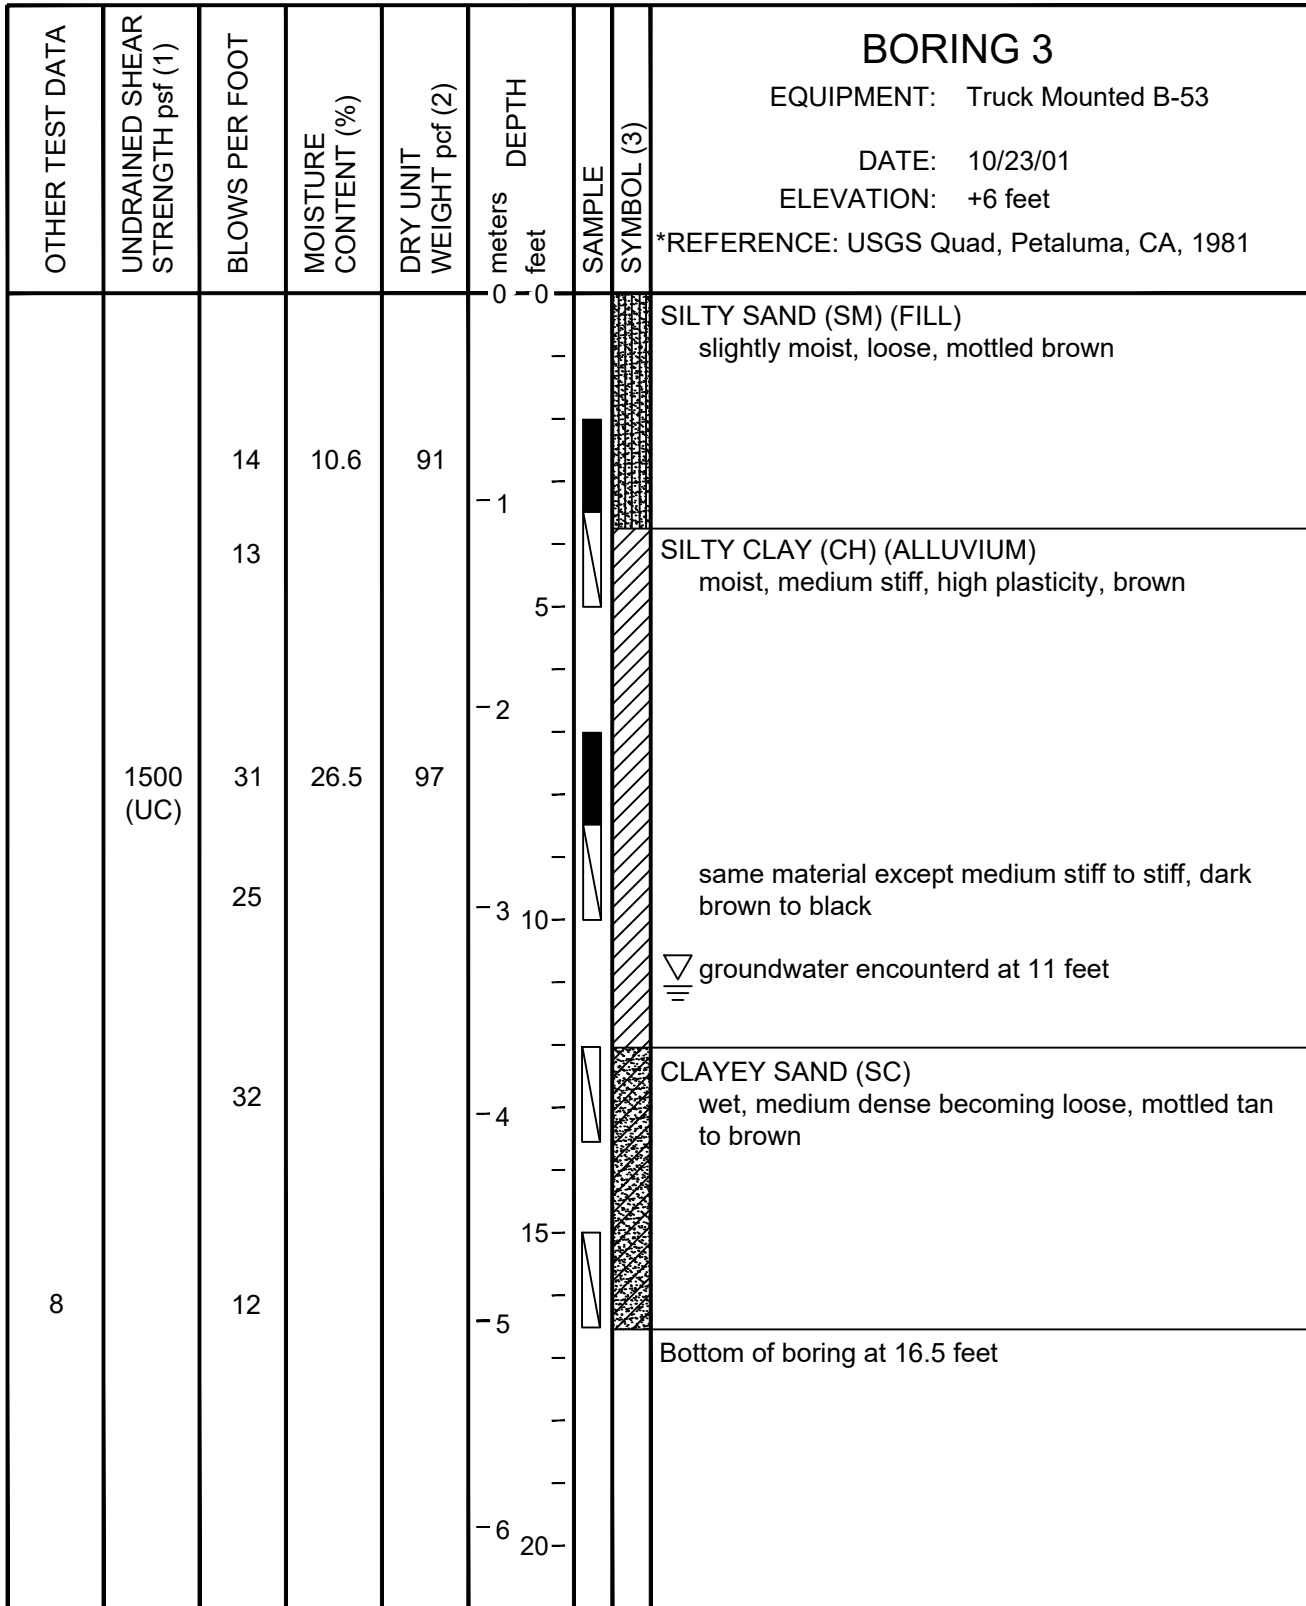 OTHER TEST DATA
UNDRAINED SHEAR
STRENGTH psf (1)
BLOWS PER FOOT
MOISTURE
CONTENT (%)
DRY UNIT
WEIGHT pcf (2)
DEPTH
meters
feet
SAMPLE
SYMBOL (3)
BORING 3
EQUIPMENT: Truck Mounted B-53
DATE: 10/23/01
ELEVATION: +6 feet
*REFERENCE: USGS Quad, Petaluma, CA, 1981
0 0
SILTY SAND (SM) (FILL)
slightly moist, loose, mottled brown
14 10.6 91
1
13
SILTY CLAY (CH) (ALLUVIUM)
moist, medium stiff, high plasticity, brown
5
2
1500 31 26.5 97
(UC)
same material except medium stiff to stiff, dark
brown to black
25
3 10
groundwater encounterd at 11 feet
CLAYEY SAND (SC)
wet, medium dense becoming loose, mottled tan
to brown
32
4
15
8 12
5
Bottom of boring at 16.5 feet
6 20